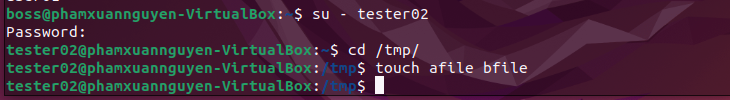 boss@phamxuannguyen-VirtualBox:~$ su - tester02
Password:
tester02@phamxuannguyen-VirtualBox:~$ cd /tmp/
tester02@phamxuannguyen-VirtualBox:/tmp$ touch afile bfile
tester02@phamxuannguyen-VirtualBox:/tmp$